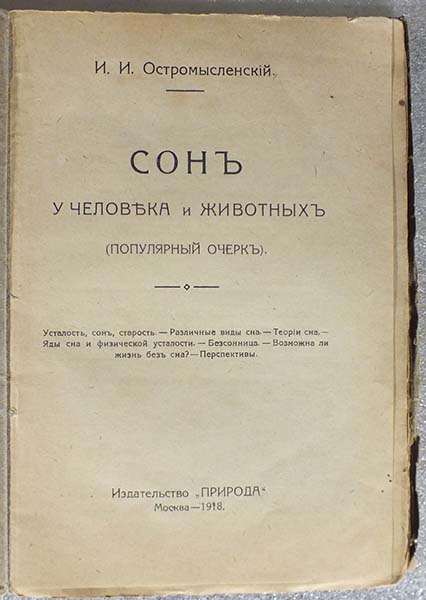 И. И. Остромысленскій.
СОНЪ
У ЧЕЛОВѢКА и ЖИВОТНЫХЪ
(ПОПУЛЯРНЫЙ ОЧЕРКЪ).
Усталость, сонъ, старость. — Различные виды сна. — Теоріи сна. —
Яды сна и физической усталости. — Безсонница. — Возможна ли
жизнь безъ сна? — Перспективы.
Издательство „ПРИРОДА“
Москва — 1918.